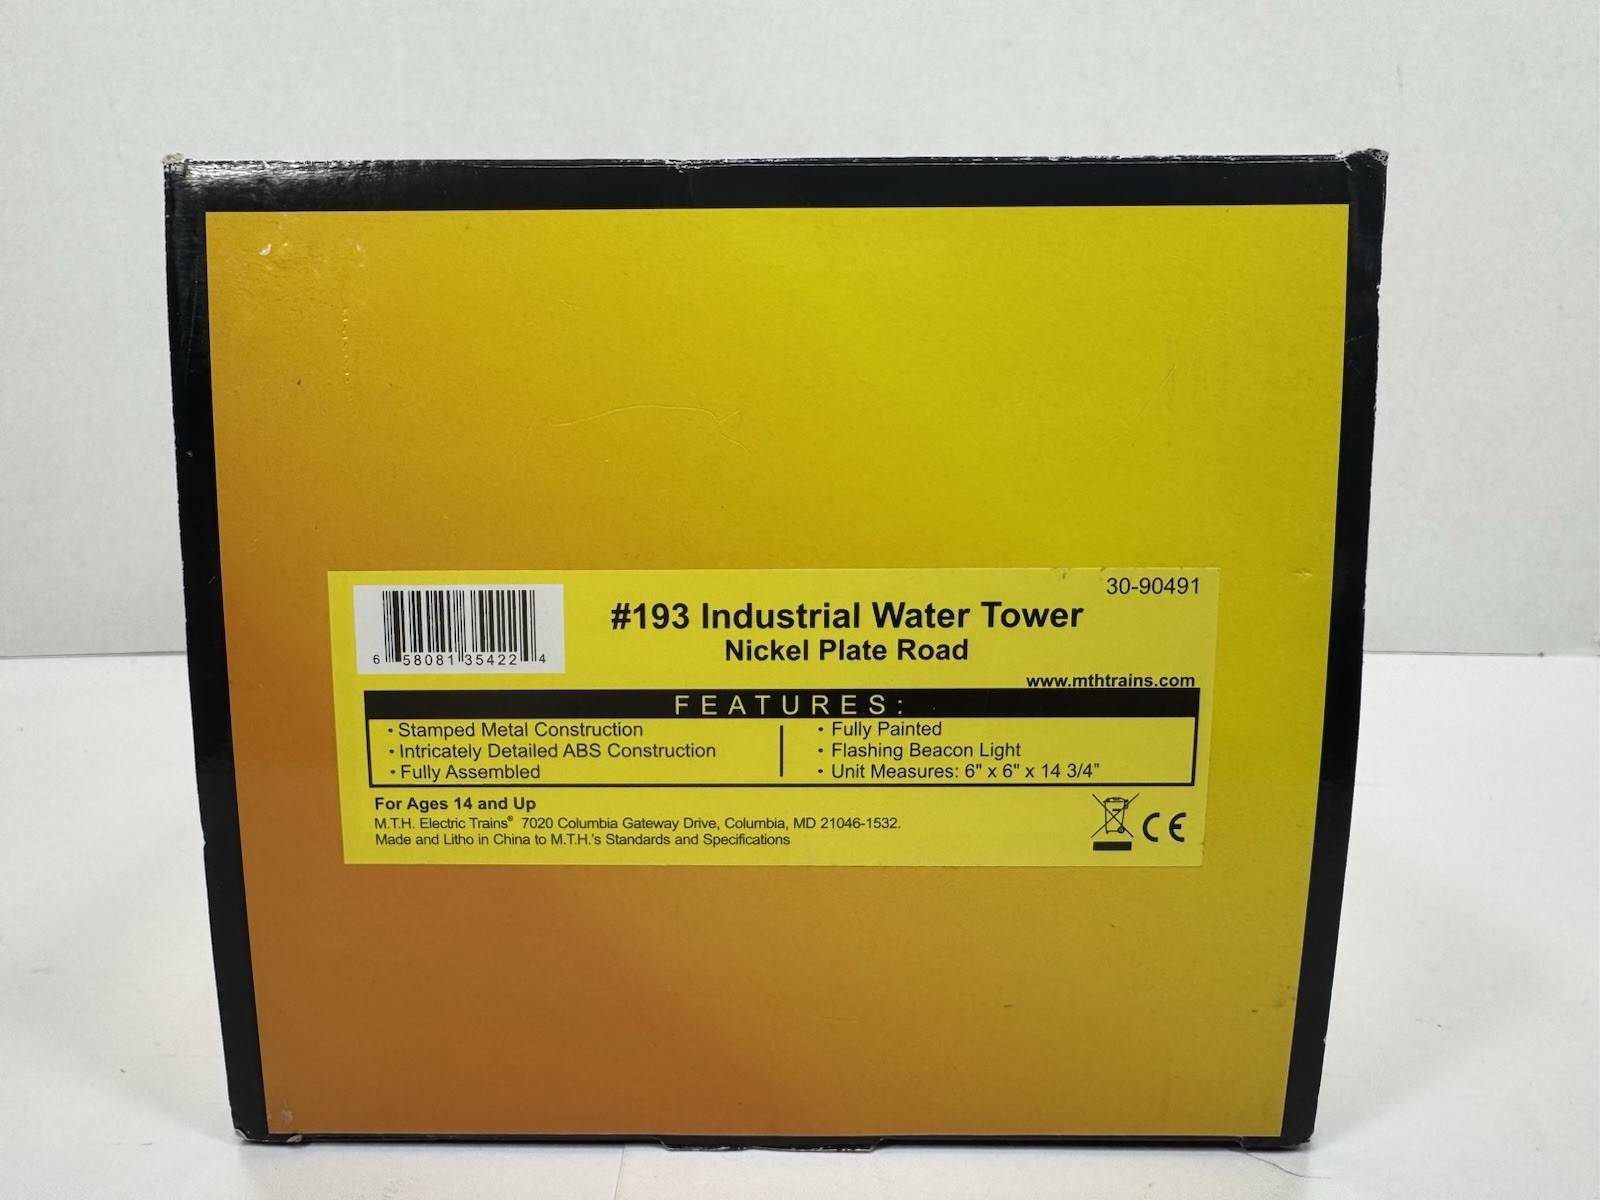 30-90491
#193 Industrial Water Tower
Nickel Plate Road
6 58081 35422 4
www.mthtrains.com
FEATURES:
• Stamped Metal Construction
• Intricately Detailed ABS Construction
• Fully Assembled
• Fully Painted
• Flashing Beacon Light
• Unit Measures: 6" x 6" x 14 3/4"
For Ages 14 and Up
M.T.H. Electric Trains® 7020 Columbia Gateway Drive, Columbia, MD 21046-1532.
Made and Litho in China to M.T.H.'s Standards and Specifications
CE